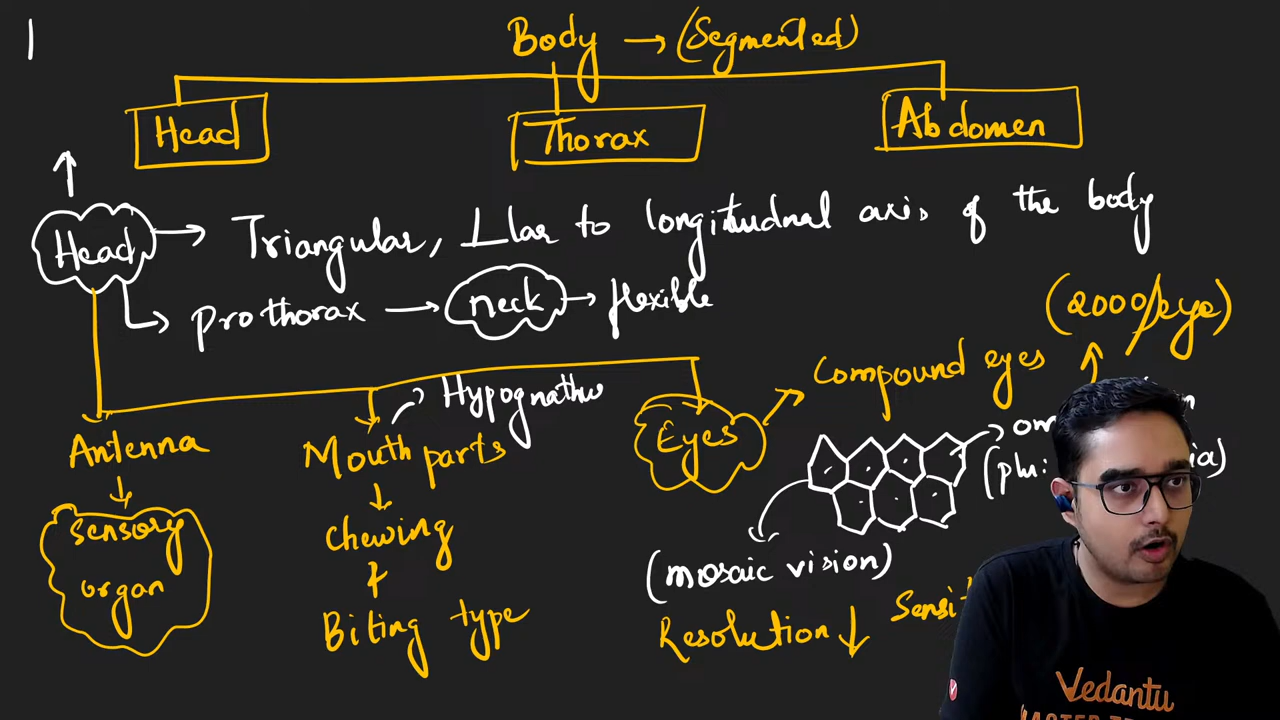 Body → (Segmented)
Head Thorax Abdomen
Head → Triangular, ⊥lar to longitudnal axis of the body
prothorax → neck → flexible
(2000/eye)
Compound eyes
Hypognathu
Antenna Mouth parts Eyes
sensory organ
chewing
+
Biting type
(mosaic vision)
Resolution ↓
Vedantu